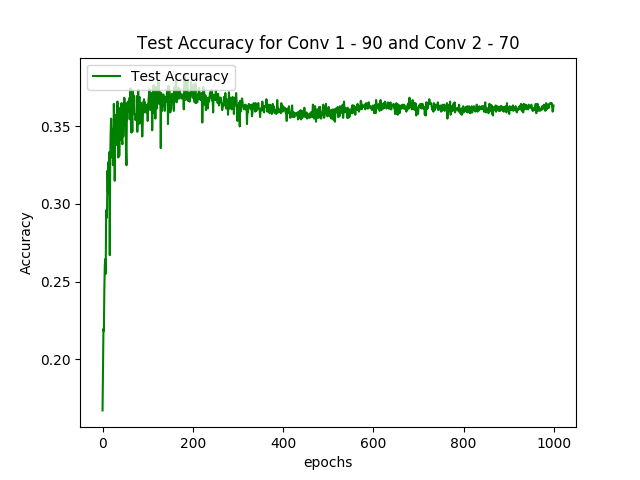 Test Accuracy for Conv 1 - 90 and Conv 2 - 70
Test Accuracy
0.35
0.30
0.25
0.20
Accuracy
0 200 400 600 800 1000
epochs